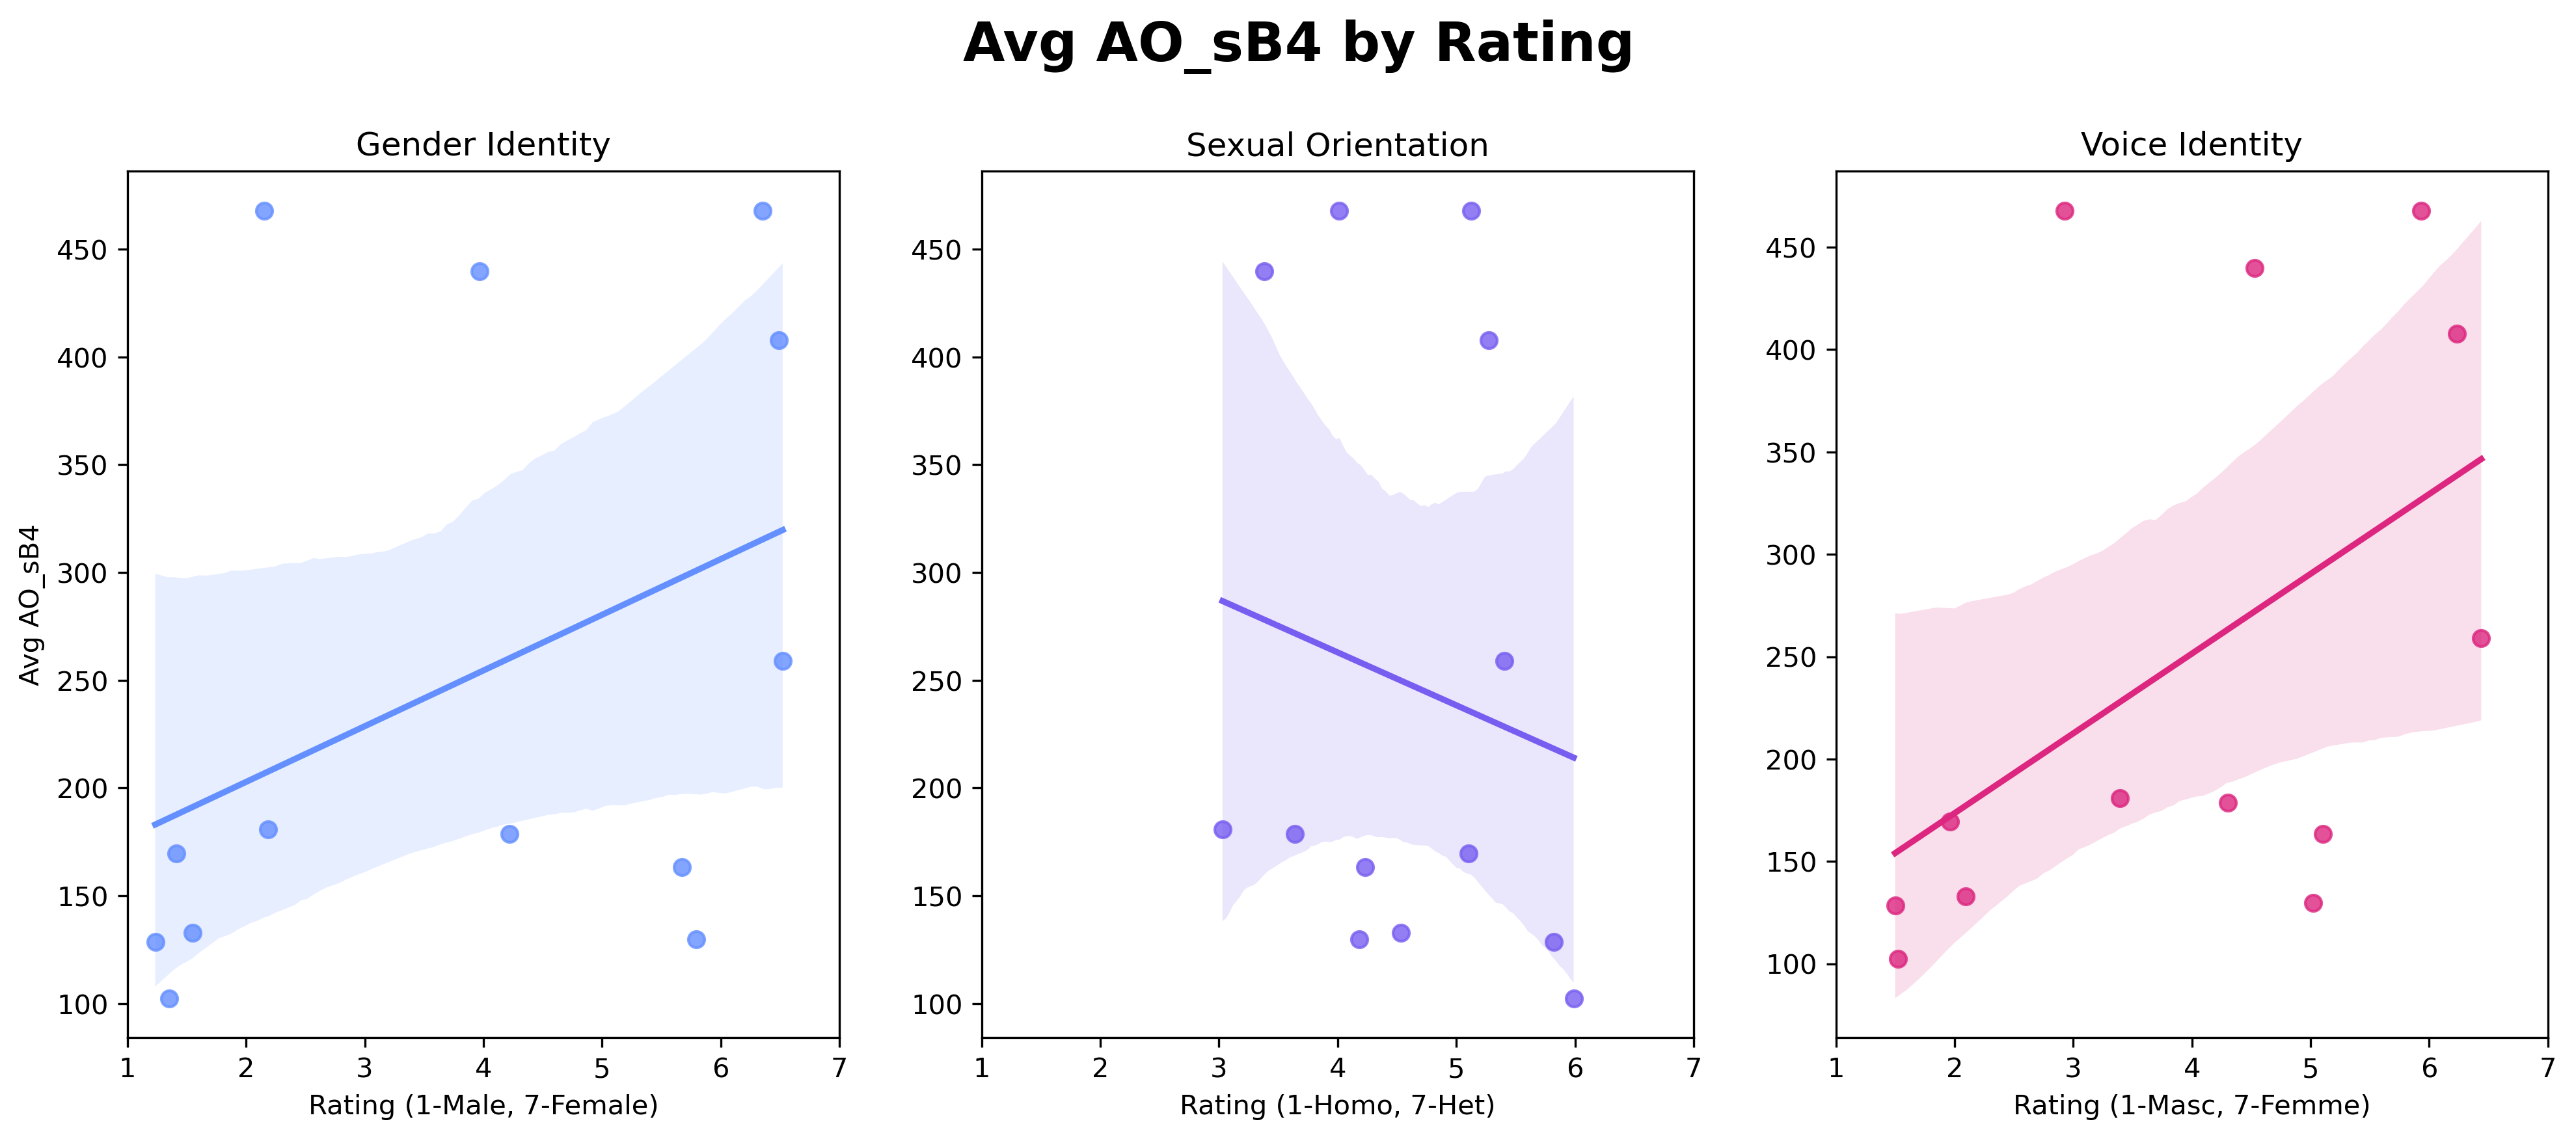 Avg AO_sB4 by Rating
Gender Identity
Sexual Orientation
Voice Identity
Avg AO_sB4
450
400
350
300
250
200
150
100
1 2 3 4 5 6 7
Rating (1-Male, 7-Female)
450
400
350
300
250
200
150
100
1 2 3 4 5 6 7
Rating (1-Homo, 7-Het)
450
400
350
300
250
200
150
100
1 2 3 4 5 6 7
Rating (1-Masc, 7-Femme)